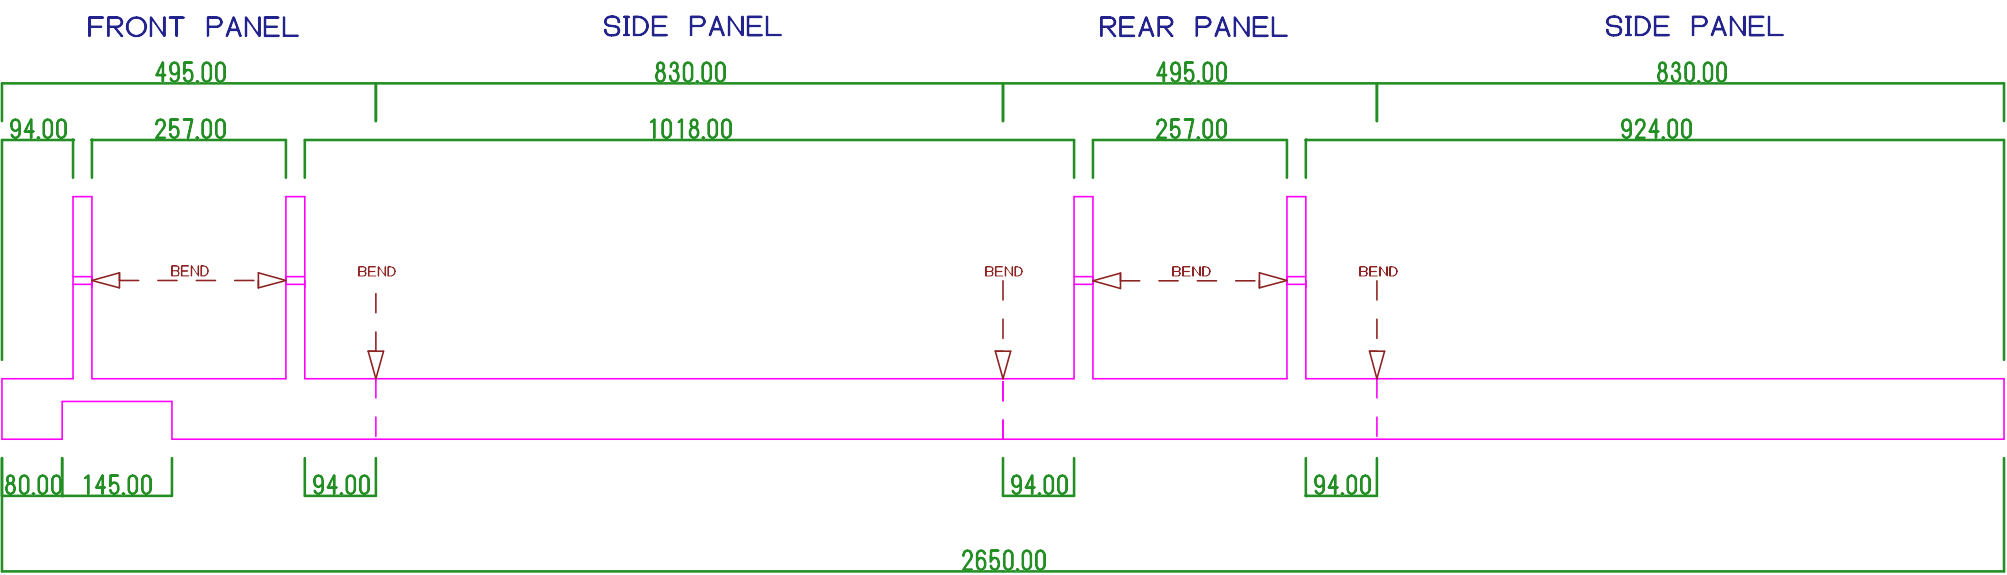 FRONT PANEL SIDE PANEL REAR PANEL SIDE PANEL
495.00 830.00 495.00 830.00
94.00 257.00 1018.00 257.00 924.00
BEND BEND BEND BEND BEND
80.00 145.00 94.00 94.00 94.00
2650.00